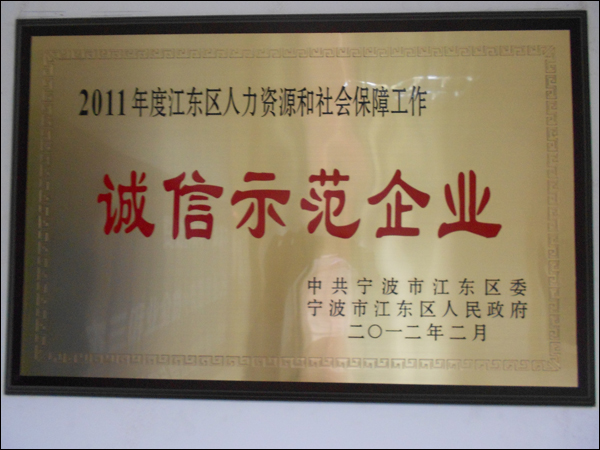 2011年度江东区人力资源和社会保障工作
诚信示范企业
中共宁波市江东区委
宁波市江东区人民政府
二〇一二年二月